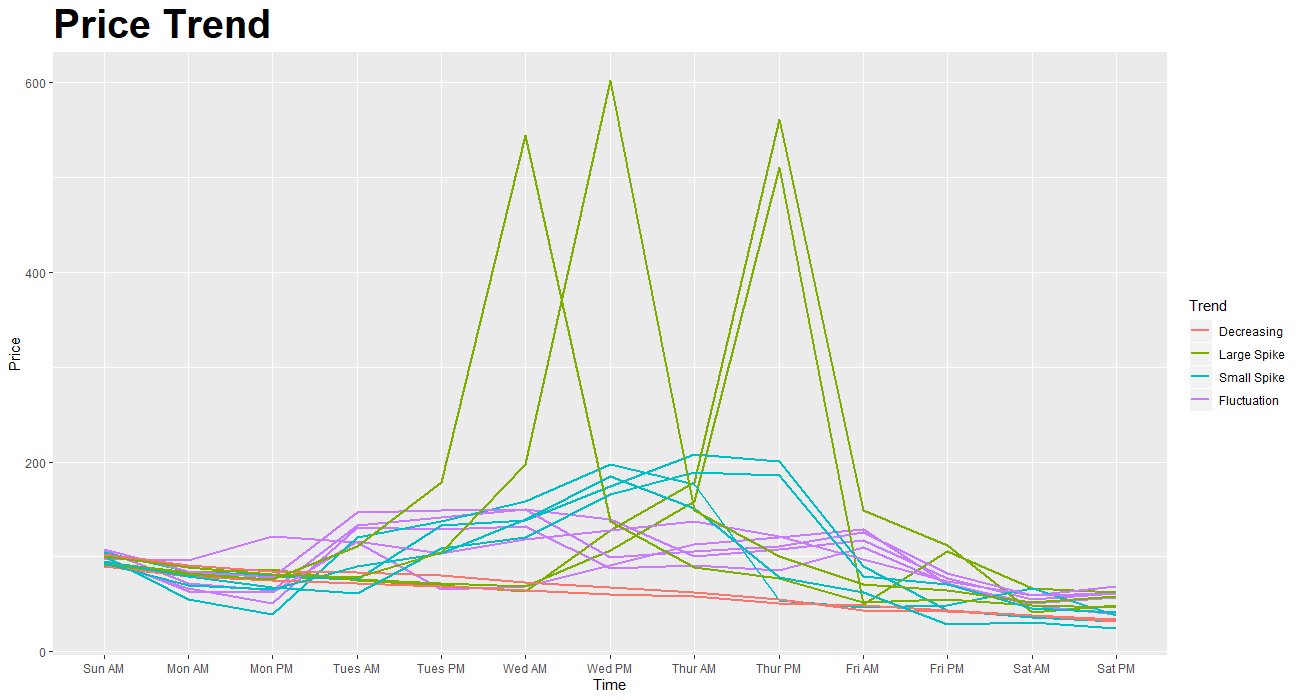 Price Trend
600
400
200
0
Price
Sun AM Mon AM Mon PM Tues AM Tues PM Wed AM Wed PM Thur AM Thur PM Fri AM Fri PM Sat AM Sat PM
Time
Trend
Decreasing
Large Spike
Small Spike
Fluctuation